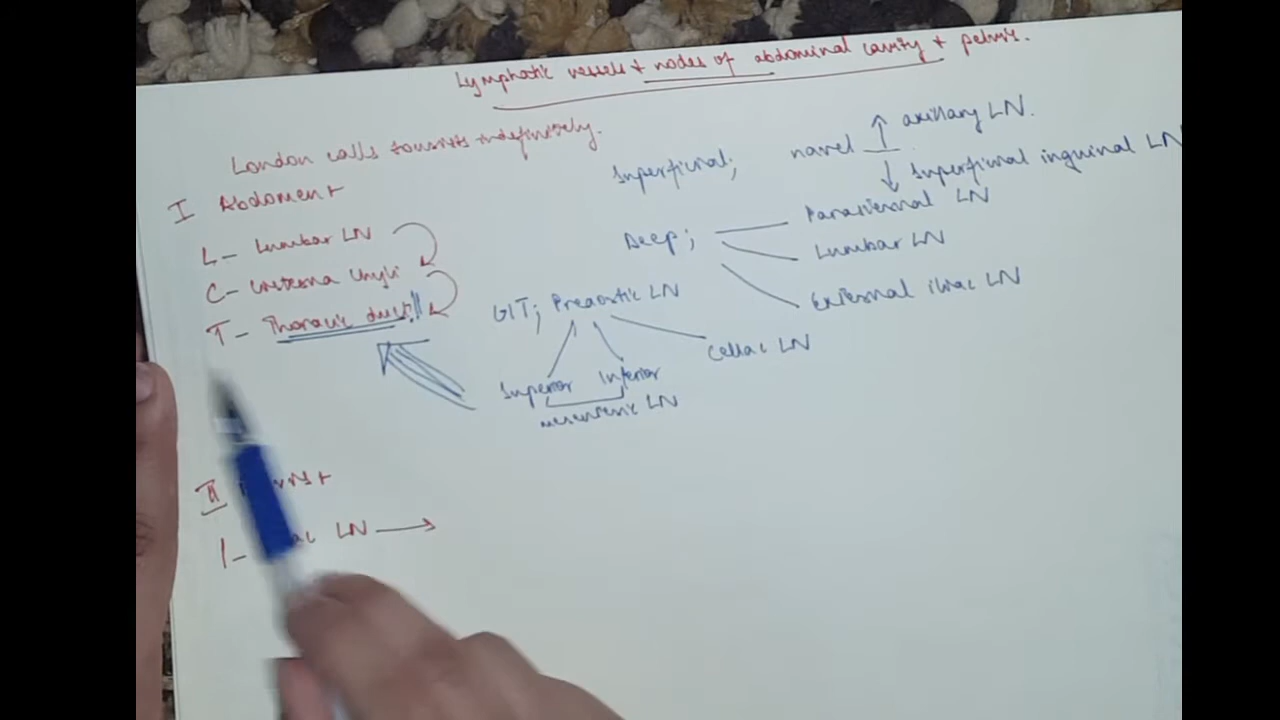 Lymphatic vessels + nodes of abdominal cavity + pelvis.
London calls tourists indefinitely.
I Abdomen +
L - Lumbar LN
C - Cisterna Chyli
T - Thoracic duct!!
Superficial; navel
axillary LN.
Superficial inguinal LN
Deep;
Parasternal LN
Lumbar LN
External iliac LN
GIT; Preaortic LN
Superior Inferior
mesenteric LN
Celiac LN
II
I - LN